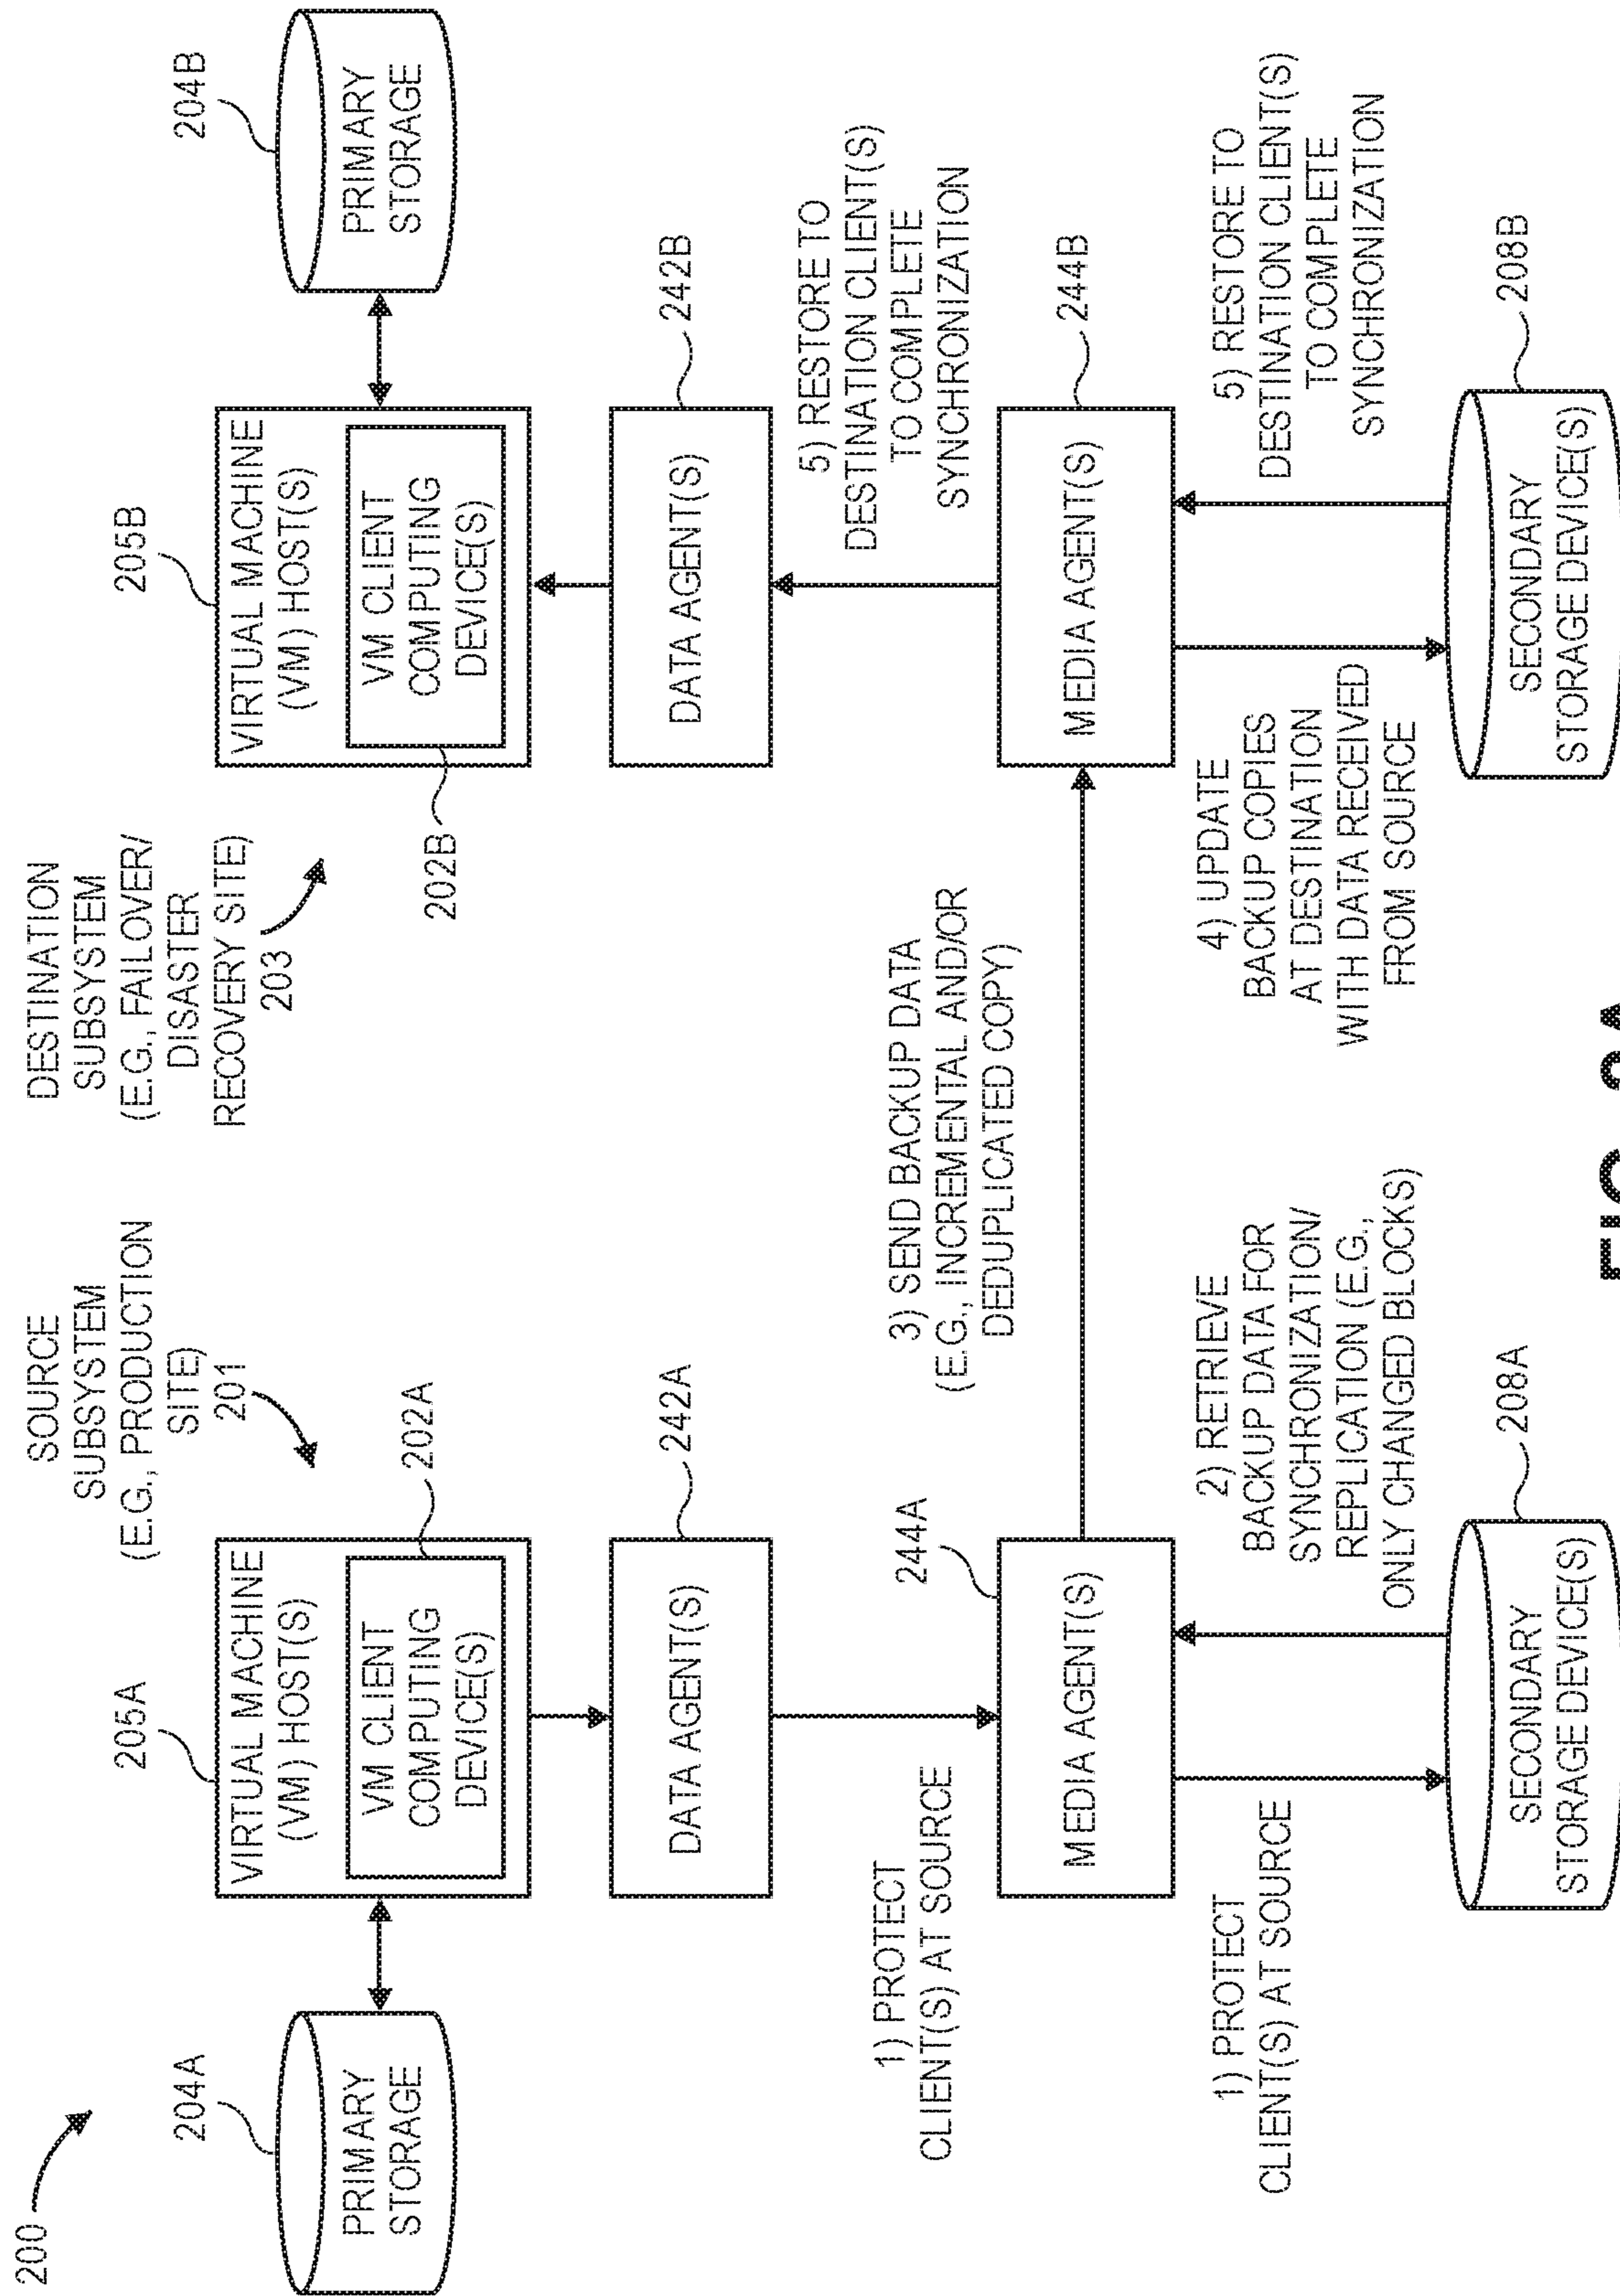 200
SOURCE
SUBSYSTEM
(E.G., PRODUCTION
SITE)
201
DESTINATION
SUBSYSTEM
(E.G., FAILOVER/
DISASTER
RECOVERY SITE)
203
204A
PRIMARY
STORAGE
205A
VIRTUAL MACHINE
(VM) HOST(S)
VM CLIENT
COMPUTING
DEVICE(S)
202A
205B
VIRTUAL MACHINE
(VM) HOST(S)
VM CLIENT
COMPUTING
DEVICE(S)
202B
204B
PRIMARY
STORAGE
DATA AGENT(S)
242A
DATA AGENT(S)
242B
1) PROTECT
CLIENT(S) AT SOURCE
3) SEND BACKUP DATA
(E.G., INCREMENTAL AND/OR
DEDUPLICATED COPY)
5) RESTORE TO
DESTINATION CLIENT(S)
TO COMPLETE
SYNCHRONIZATION
244A
MEDIA AGENT(S)
MEDIA AGENT(S)
244B
1) PROTECT
CLIENT(S) AT SOURCE
2) RETRIEVE
BACKUP DATA FOR
SYNCHRONIZATION/
REPLICATION (E.G.,
ONLY CHANGED BLOCKS)
4) UPDATE
BACKUP COPIES
AT DESTINATION
WITH DATA RECEIVED
FROM SOURCE
5) RESTORE TO
DESTINATION CLIENT(S)
TO COMPLETE
SYNCHRONIZATION
SECONDARY
STORAGE DEVICE(S)
208A
SECONDARY
STORAGE DEVICE(S)
208B